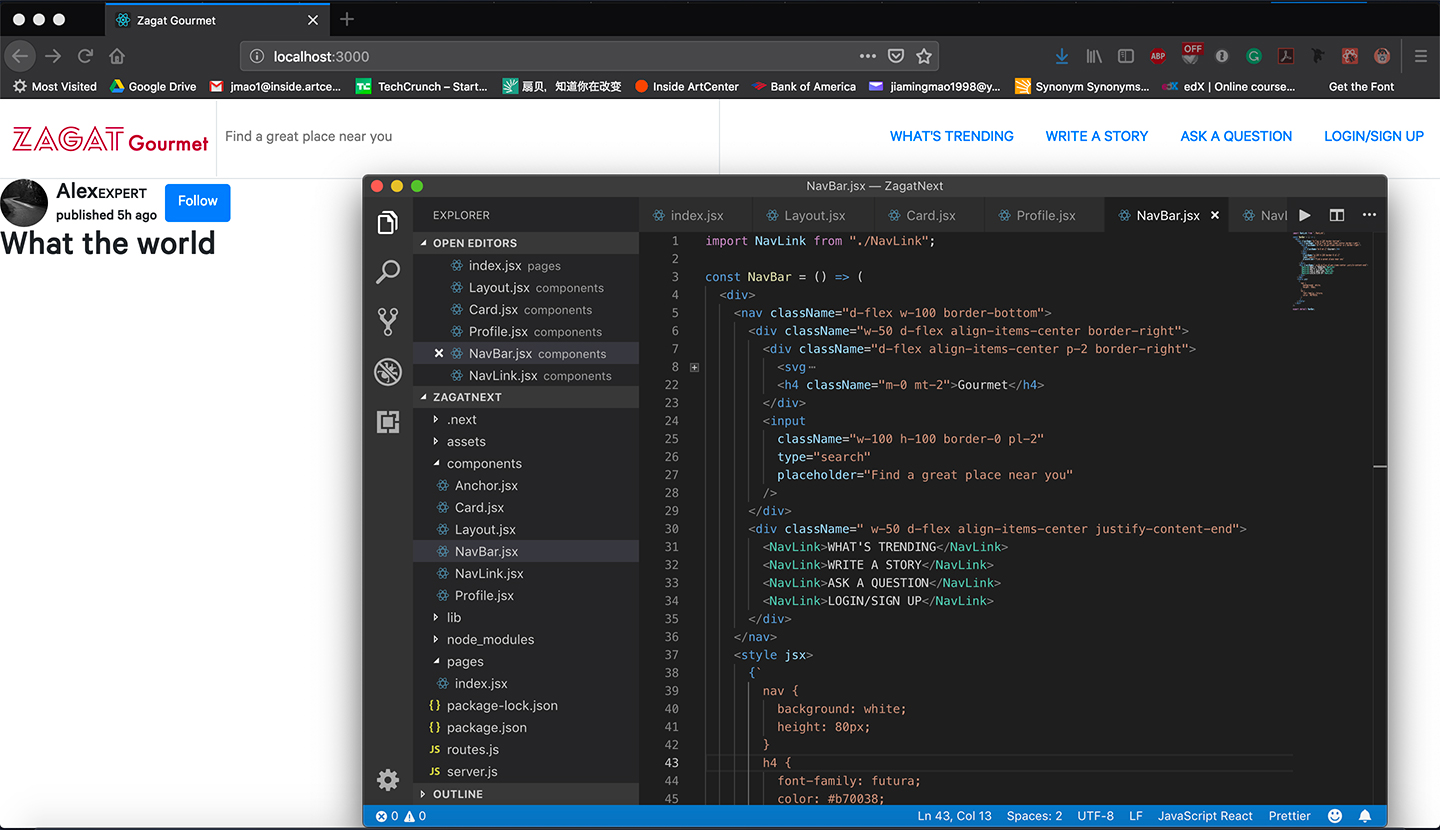 Zagat Gourmet
localhost:3000
OFF
ABP
Most Visited
Google Drive
jmao1@inside.artce...
TechCrunch – Start...
扇贝，知道你在改变
Inside ArtCenter
Bank of America
jiamingmao1998@y...
Synonym Synonyms...
edX | Online course...
Get the Font
ZAGAT Gourmet
Find a great place near you
WHAT'S TRENDING
WRITE A STORY
ASK A QUESTION
LOGIN/SIGN UP
AlexEXPERT
published 5h ago
Follow
What the world
NavBar.jsx — ZagatNext
EXPLORER
OPEN EDITORS
index.jsx pages
Layout.jsx components
Card.jsx components
Profile.jsx components
NavBar.jsx components
NavLink.jsx components
ZAGATNEXT
.next
assets
components
Anchor.jsx
Card.jsx
Layout.jsx
NavBar.jsx
NavLink.jsx
Profile.jsx
lib
node_modules
pages
index.jsx
{} package-lock.json
{} package.json
JS routes.js
JS server.js
OUTLINE
index.jsx
Layout.jsx
Card.jsx
Profile.jsx
NavBar.jsx
Navl
1 import NavLink from "./NavLink";
2
3 const NavBar = () => (
4 <div>
5 <nav className="d-flex w-100 border-bottom">
6 <div className="w-50 d-flex align-items-center border-right">
7 <div className="d-flex align-items-center p-2 border-right">
8 <svg…
22 <h4 className="m-0 mt-2">Gourmet</h4>
23 </div>
24 <input
25 className="w-100 h-100 border-0 pl-2"
26 type="search"
27 placeholder="Find a great place near you"
28 />
29 </div>
30 <div className=" w-50 d-flex align-items-center justify-content-end">
31 <NavLink>WHAT'S TRENDING</NavLink>
32 <NavLink>WRITE A STORY</NavLink>
33 <NavLink>ASK A QUESTION</NavLink>
34 <NavLink>LOGIN/SIGN UP</NavLink>
35 </div>
36 </nav>
37 <style jsx>
38 {`
39 nav {
40 background: white;
41 height: 80px;
42 }
43 h4 {
44 font-family: futura;
45 color: #b70038;
0 0
Ln 43, Col 13
Spaces: 2
UTF-8
LF
JavaScript React
Prettier